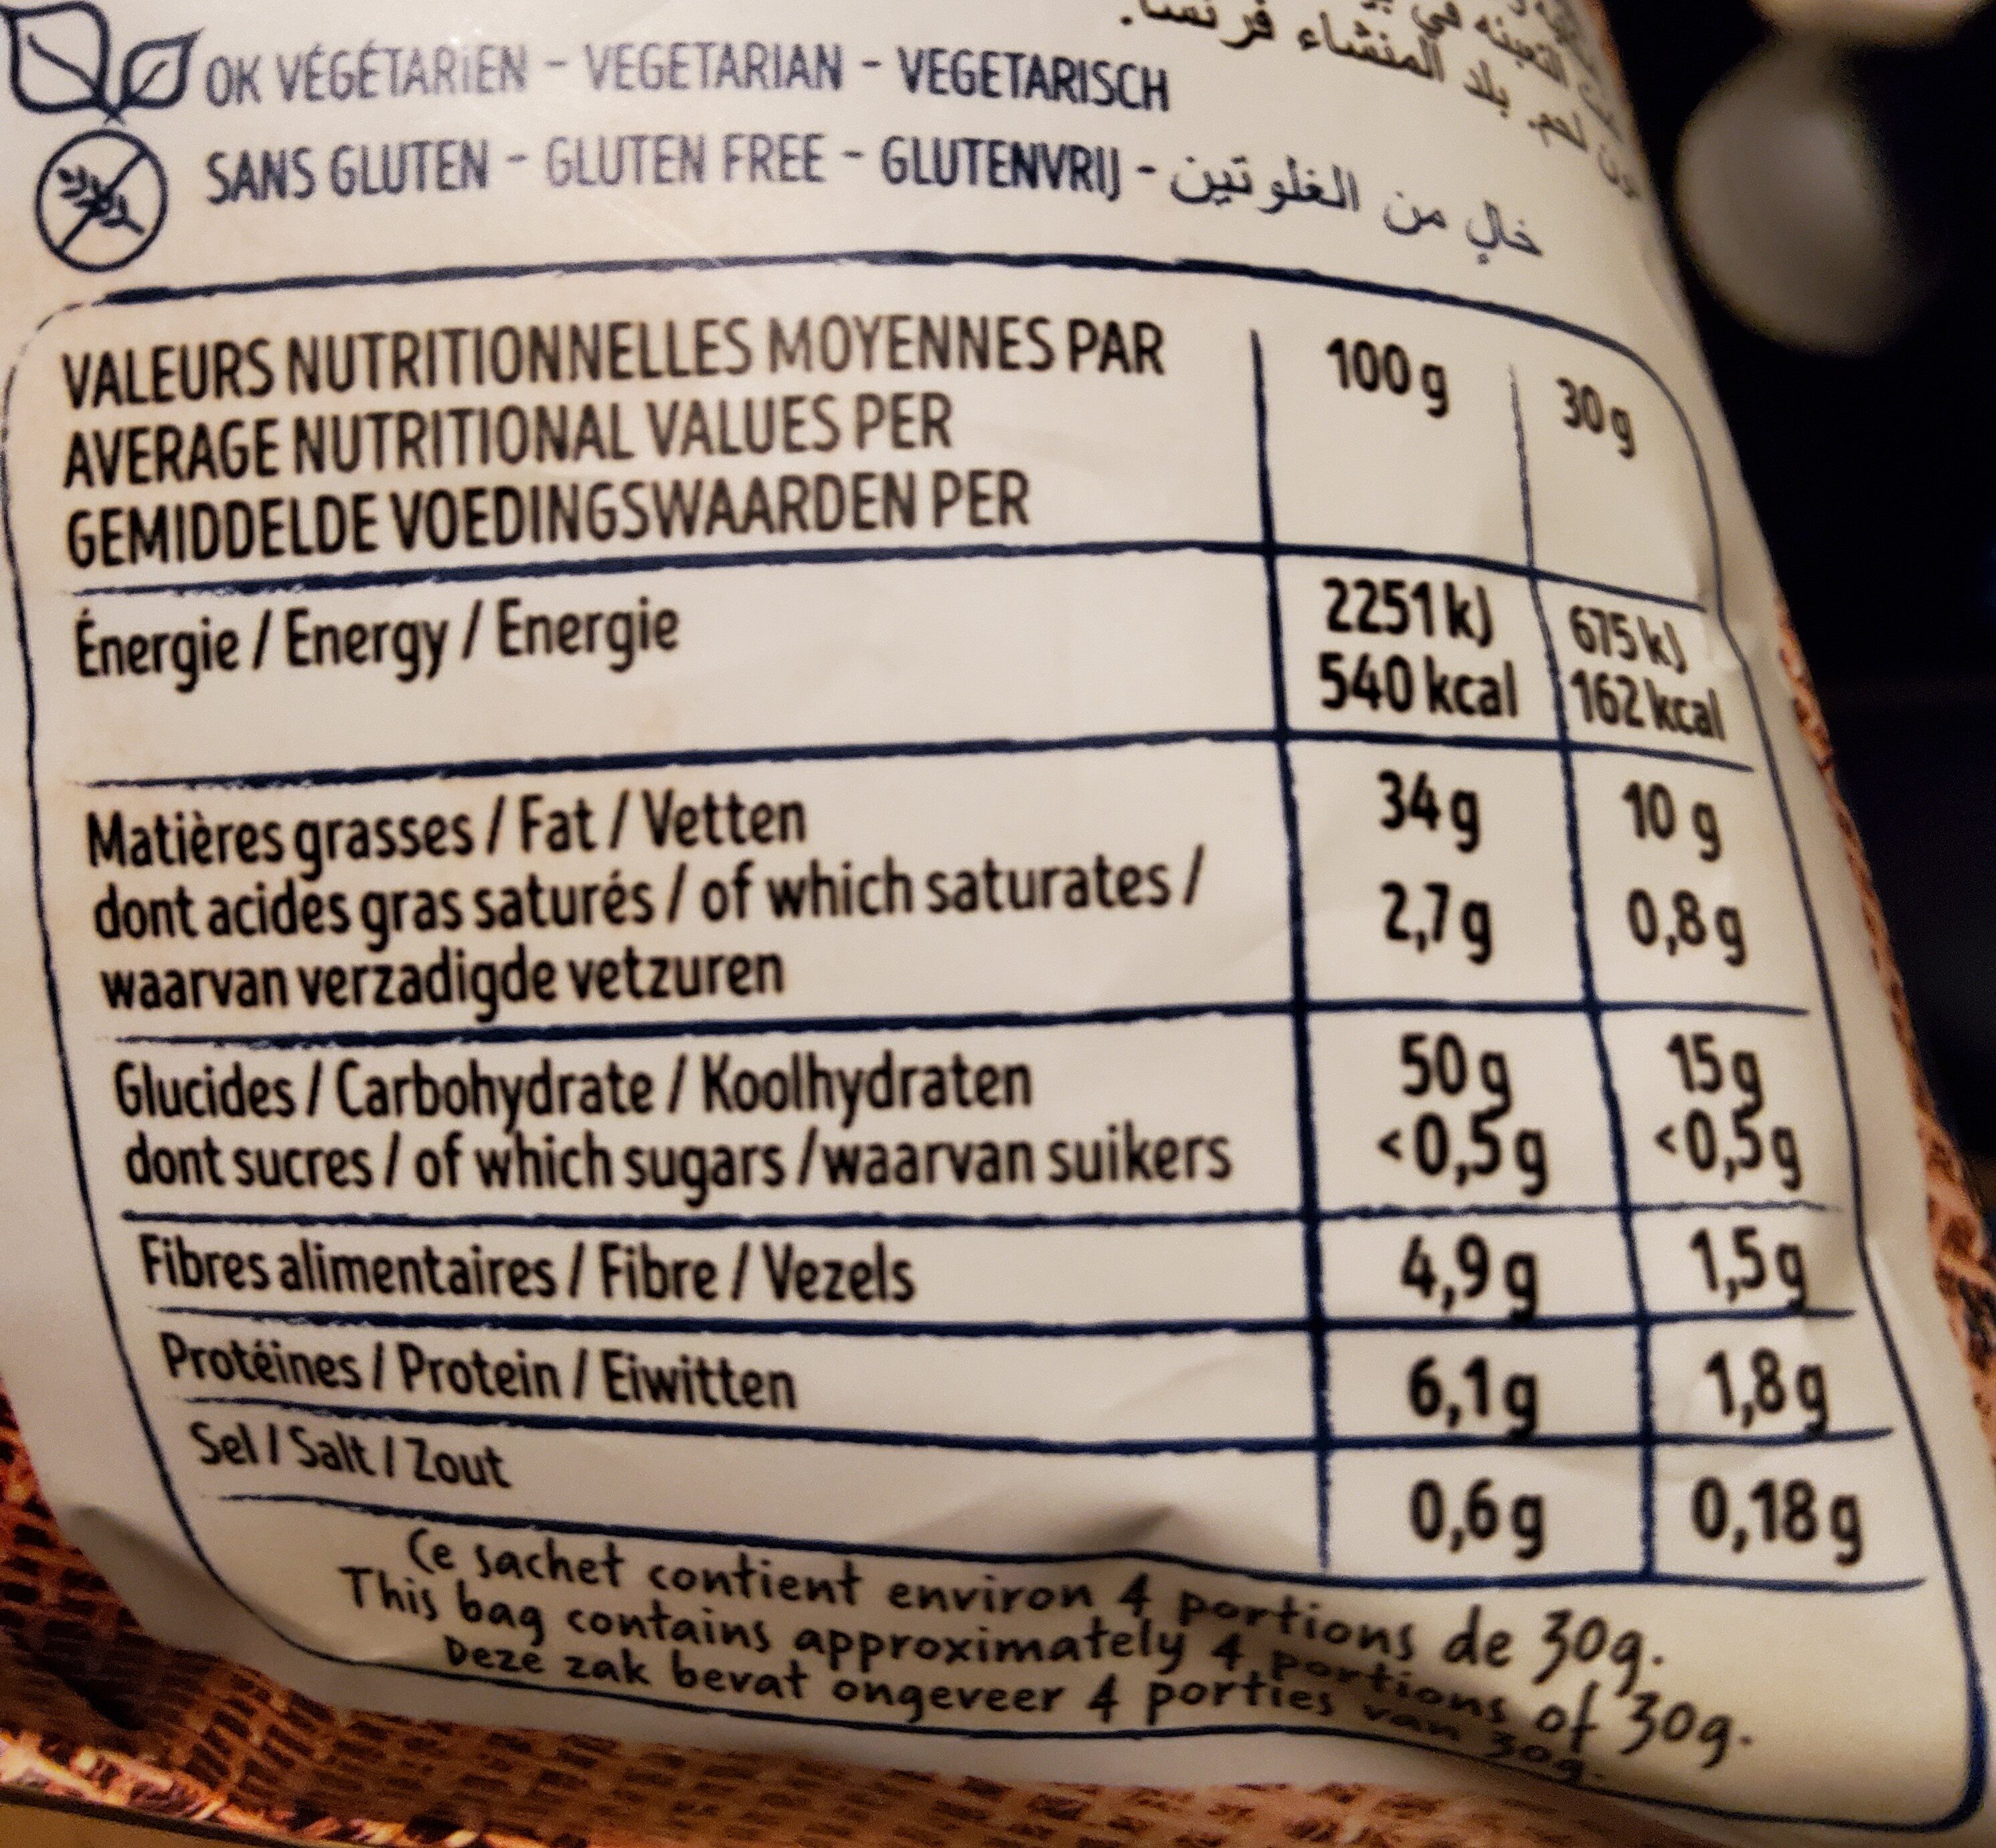 المنشاء فرنسا.
OK VÉGÉTARIEN - VEGETARIAN - VEGETARISCH
SANS GLUTEN - GLUTEN FREE - GLUTENVRIJ - خالٍ من الغلوتين
VALEURS NUTRITIONNELLES MOYENNES PAR 100 g 30 g
AVERAGE NUTRITIONAL VALUES PER
GEMIDDELDE VOEDINGSWAARDEN PER
Énergie / Energy / Energie 2251 kJ 675 kJ
540 kcal 162 kcal
Matières grasses / Fat / Vetten 34 g 10 g
dont acides gras saturés / of which saturates / 2,7 g 0,8 g
waarvan verzadigde vetzuren
Glucides / Carbohydrate / Koolhydraten 50 g 15 g
dont sucres / of which sugars / waarvan suikers <0,5 g <0,5 g
Fibres alimentaires / Fibre / Vezels 4,9 g 1,5 g
Protéines / Protein / Eiwitten 6,1 g 1,8 g
Sel / Salt / Zout 0,6 g 0,18 g
Ce sachet contient environ 4 portions de 30g.
This bag contains approximately 4 portions of 30g.
Deze zak bevat ongeveer 4 porties van 30g.